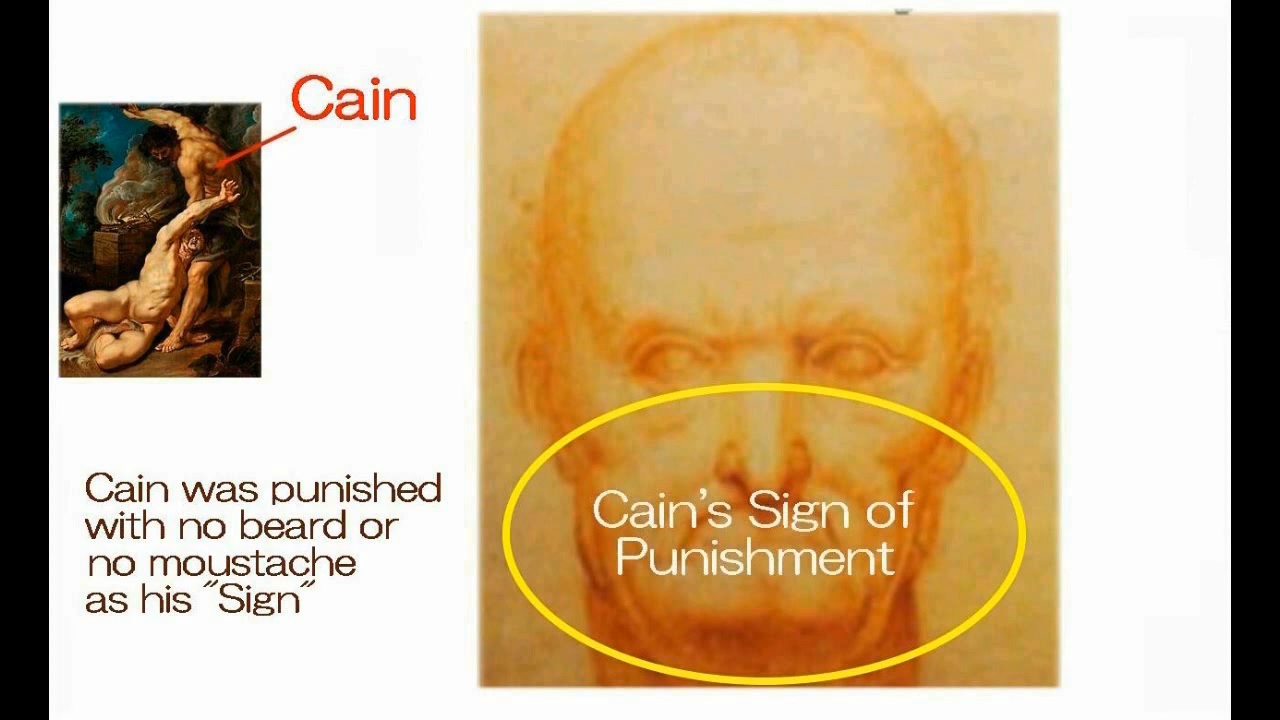 Cain
Cain was punished
with no beard or
no moustache
as his "Sign"
Cain's Sign of
Punishment